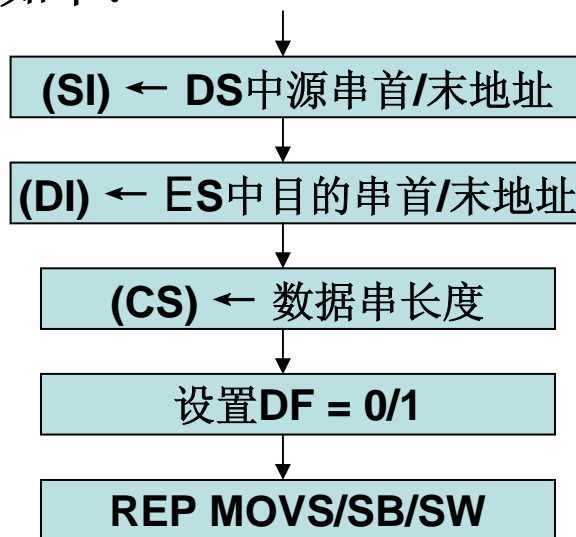 (SI) ← DS中源串首/末地址
(DI) ← ES中目的串首/末地址
(CS) ← 数据串长度
设置DF = 0/1
REP MOVS/SB/SW